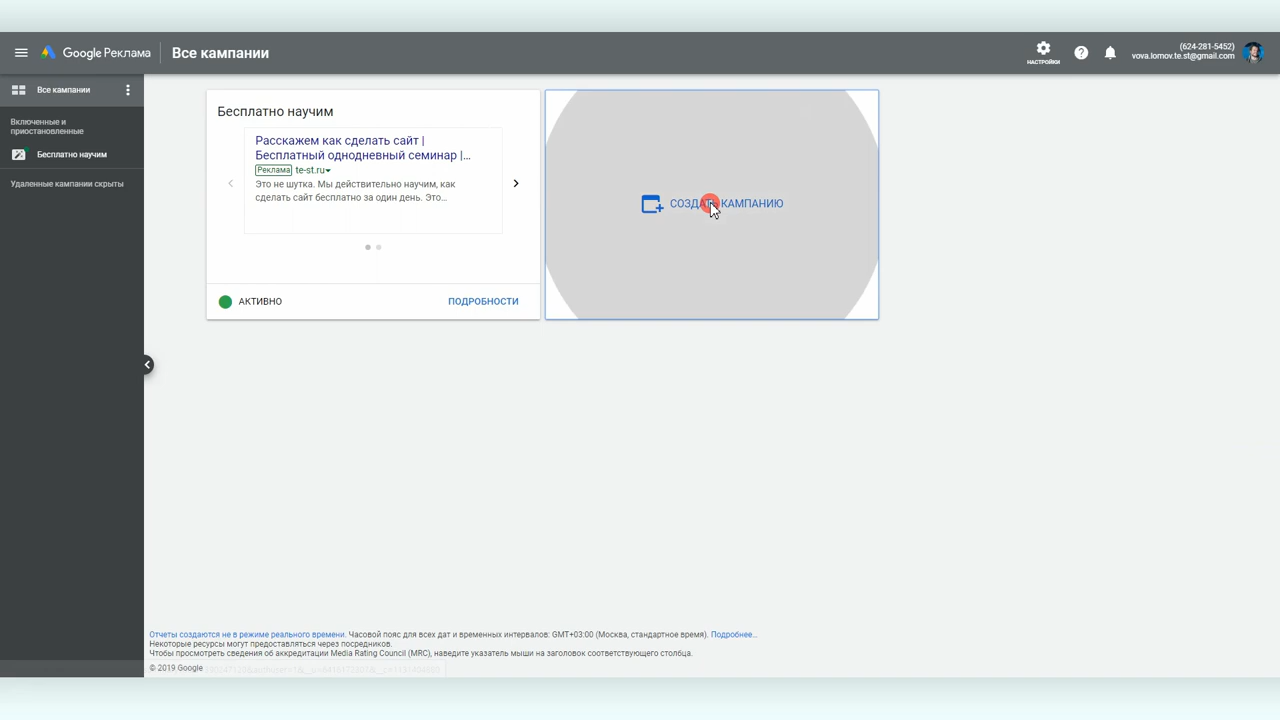 Google Реклама
Все кампании
НАСТРОЙКИ
(624-281-5452)
vova.lomov.te.st@gmail.com
Все кампании
Включенные и
приостановленные
Бесплатно научим
Удаленные кампании скрыты
Бесплатно научим
Расскажем как сделать сайт |
Бесплатный однодневный семинар |...
Реклама te-st.ru
Это не шутка. Мы действительно научим, как
сделать сайт бесплатно за один день. Это...
АКТИВНО
ПОДРОБНОСТИ
СОЗДАТЬ КАМПАНИЮ
Отчеты создаются не в режиме реального времени. Часовой пояс для всех дат и временных интервалов: GMT+03:00 (Москва, стандартное время). Подробнее...
Некоторые ресурсы могут предоставляться через посредников.
Чтобы просмотреть сведения об аккредитации Media Rating Council (MRC), наведите указатель мыши на заголовок соответствующего столбца.
© 2019 Google